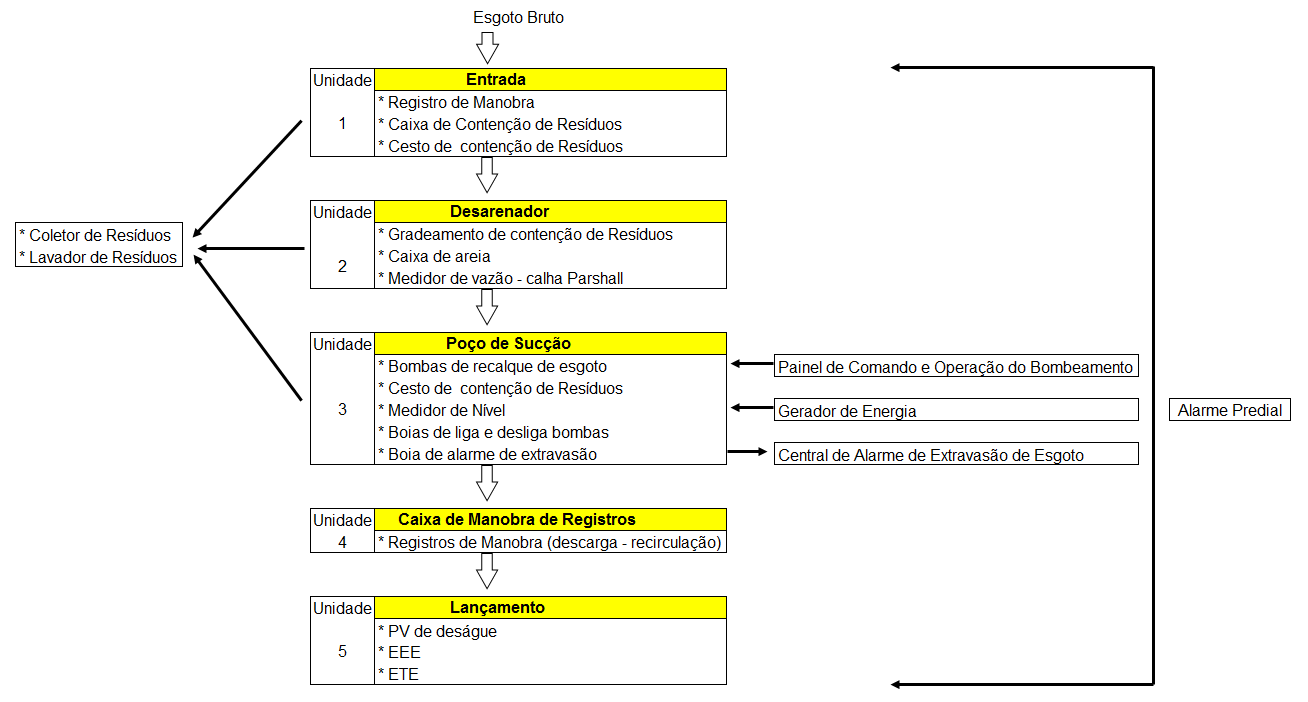 Esgoto Bruto
Unidade
1
Entrada
* Registro de Manobra
* Caixa de Contenção de Resíduos
* Cesto de  contenção de Resíduos
* Coletor de Resíduos
* Lavador de Resíduos
Unidade
2
Desarenador
* Gradeamento de contenção de Resíduos
* Caixa de areia
* Medidor de vazão - calha Parshall
Unidade
3
Poço de Sucção
* Bombas de recalque de esgoto
* Cesto de  contenção de Resíduos
* Medidor de Nível
* Boias de liga e desliga bombas
* Boia de alarme de extravasão
Painel de Comando e Operação do Bombeamento
Gerador de Energia
Central de Alarme de Extravasão de Esgoto
Alarme Predial
Unidade
4
Caixa de Manobra de Registros
* Registros de Manobra (descarga - recirculação)
Unidade
5
Lançamento
* PV de deságue
* EEE
* ETE